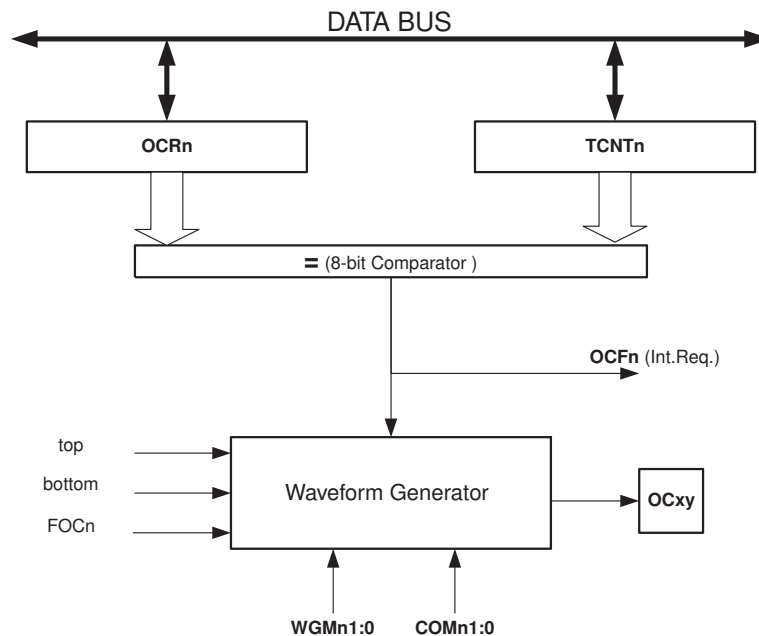 DATA BUS
OCRn
TCNTn
= (8-bit Comparator )
OCFn (Int.Req.)
top
bottom
FOCn
Waveform Generator
OCxy
WGMn1:0
COMn1:0